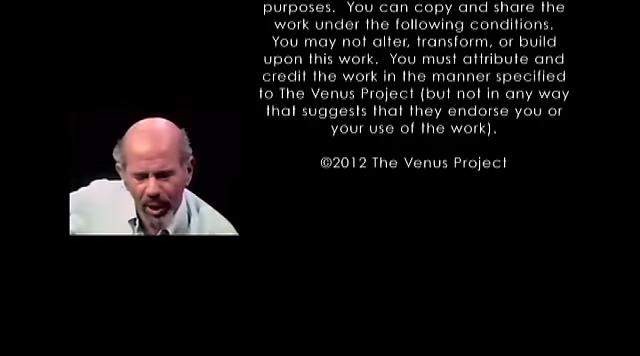 purposes.  You can copy and share the
work under the following conditions.
You may not alter, transform, or build
upon this work.  You must attribute and
credit the work in the manner specified
to The Venus Project (but not in any way
that suggests that they endorse you or
your use of the work).
©2012 The Venus Project